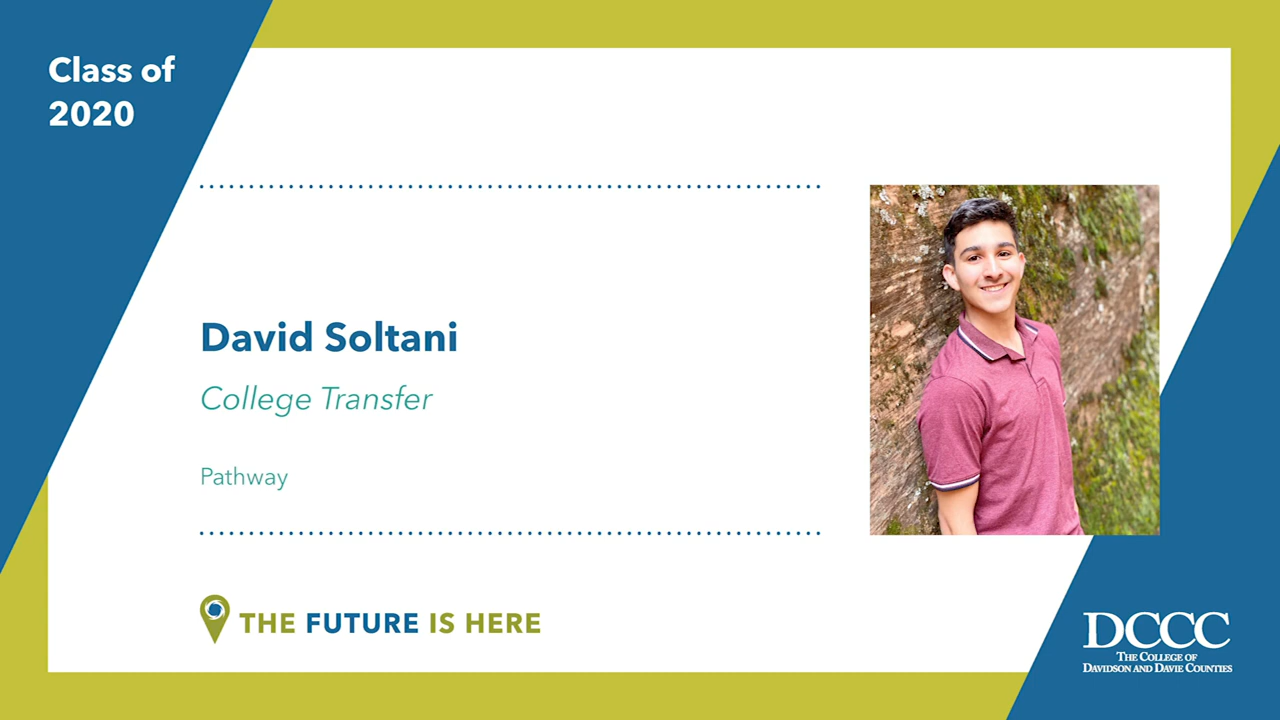 Class of
2020
David Soltani
College Transfer
Pathway
THE FUTURE IS HERE
DCCC
THE COLLEGE OF
DAVIDSON AND DAVIE COUNTIES